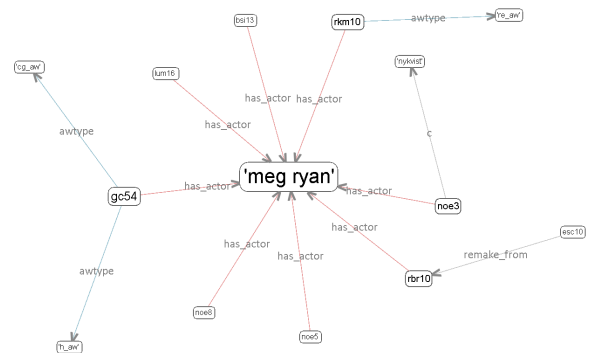 bsi13
rkm10
awtype
're_aw'
'cg_aw'
lum16
'nykvist'
has_actor
has_actor
has_actor
awtype
c
'meg ryan'
has_actor
has_actor
gc54
noe3
has_actor
esc10
has_actor
has_actor
remake_from
awtype
rbr10
noe8
noe5
'h_aw'